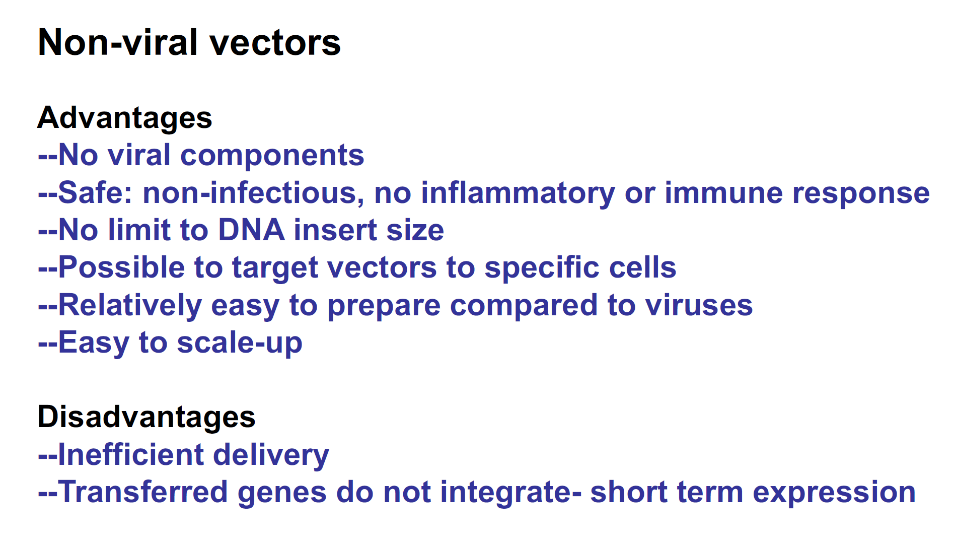 Non-viral vectors
Advantages
--No viral components
--Safe: non-infectious, no inflammatory or immune response
--No limit to DNA insert size
--Possible to target vectors to specific cells
--Relatively easy to prepare compared to viruses
--Easy to scale-up
Disadvantages
--Inefficient delivery
--Transferred genes do not integrate- short term expression